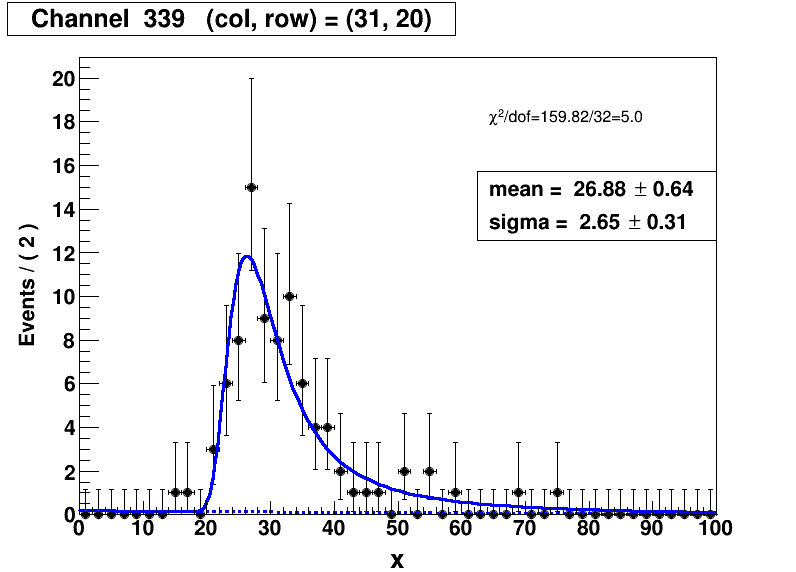 Channel  339   (col, row) = (31, 20)
χ²/dof=159.82/32=5.0
mean =  26.88 ± 0.64
sigma =  2.65 ± 0.31
Events / ( 2 )
20
18
16
14
12
10
8
6
4
2
0
0 10 20 30 40 50 60 70 80 90 100
x